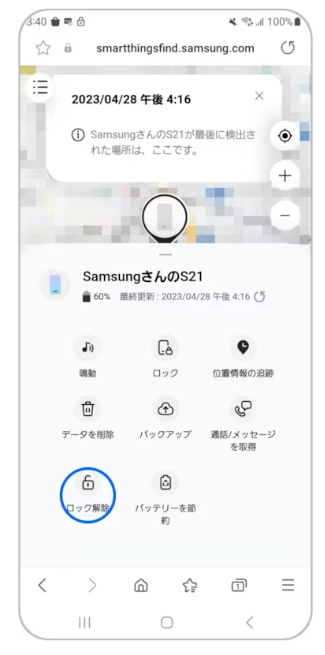 3:40
100%
smartthingsfind.samsung.com
2023/04/28 午後 4:16
SamsungさんのS21が最後に検出さ
れた場所は、ここです。
SamsungさんのS21
60% 最終更新 : 2023/04/28 午後 4:16
鳴動
ロック
位置情報の追跡
データを削除
バックアップ
通話/メッセージ
を取得
ロック解除
バッテリーを節
約
1